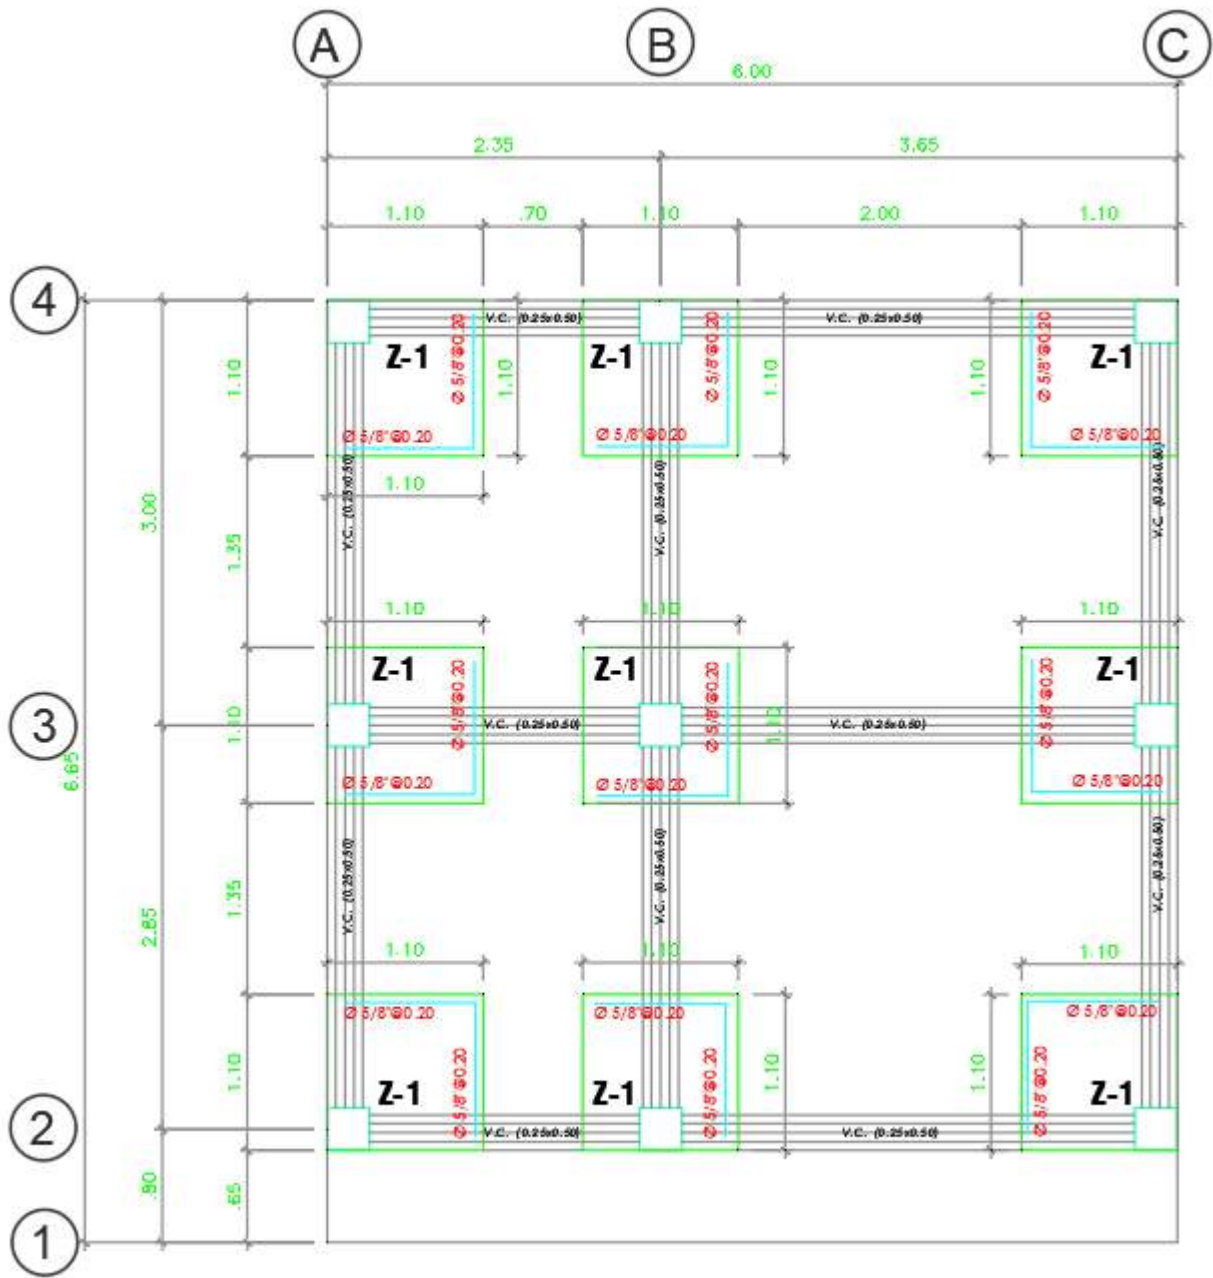 A B C
6.00
2.35 3.65
1.10 .70 1.10 2.00 1.10
4
V.C. (0.25x0.50) V.C. (0.25x0.50)
Z-1 Z-1 Z-1
Ø 5/8"@0.20 Ø 5/8"@0.20 Ø 5/8"@0.20
1.10 1.10 1.10 1.10
Ø 5/8"@0.20 Ø 5/8"@0.20 Ø 5/8"@0.20
1.10
V.C. (0.25x0.50) V.C. (0.25x0.50) V.C. (0.25x0.50)
3.00
1.35
1.10 1.10 1.10
Z-1 Z-1 Z-1
Ø 5/8"@0.20 Ø 5/8"@0.20 Ø 5/8"@0.20
3
1.10 V.C. (0.25x0.50) 1.10 V.C. (0.25x0.50)
6.65
Ø 5/8"@0.20 Ø 5/8"@0.20 Ø 5/8"@0.20
V.C. (0.25x0.50) V.C. (0.25x0.50) V.C. (0.25x0.50)
1.35
2.85
1.10 1.10 1.10
Ø 5/8"@0.20 Ø 5/8"@0.20 Ø 5/8"@0.20
1.10 1.10 1.10
Ø 5/8"@0.20 Ø 5/8"@0.20 Ø 5/8"@0.20
Z-1 Z-1 Z-1
2
V.C. (0.25x0.50) V.C. (0.25x0.50)
.80 .65
1